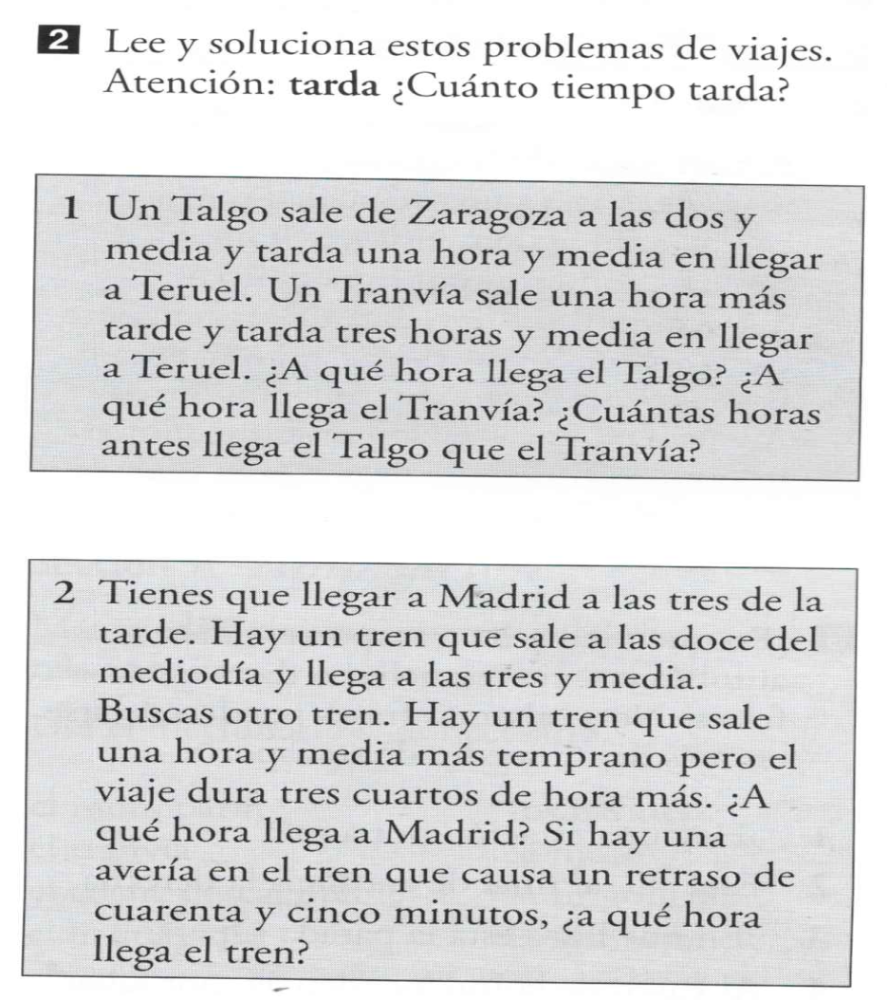 2 Lee y soluciona estos problemas de viajes.
Atención: tarda ¿Cuánto tiempo tarda?
1 Un Talgo sale de Zaragoza a las dos y
media y tarda una hora y media en llegar
a Teruel. Un Tranvía sale una hora más
tarde y tarda tres horas y media en llegar
a Teruel. ¿A qué hora llega el Talgo? ¿A
qué hora llega el Tranvía? ¿Cuántas horas
antes llega el Talgo que el Tranvía?
2 Tienes que llegar a Madrid a las tres de la
tarde. Hay un tren que sale a las doce del
mediodía y llega a las tres y media.
Buscas otro tren. Hay un tren que sale
una hora y media más temprano pero el
viaje dura tres cuartos de hora más. ¿A
qué hora llega a Madrid? Si hay una
avería en el tren que causa un retraso de
cuarenta y cinco minutos, ¿a qué hora
llega el tren?